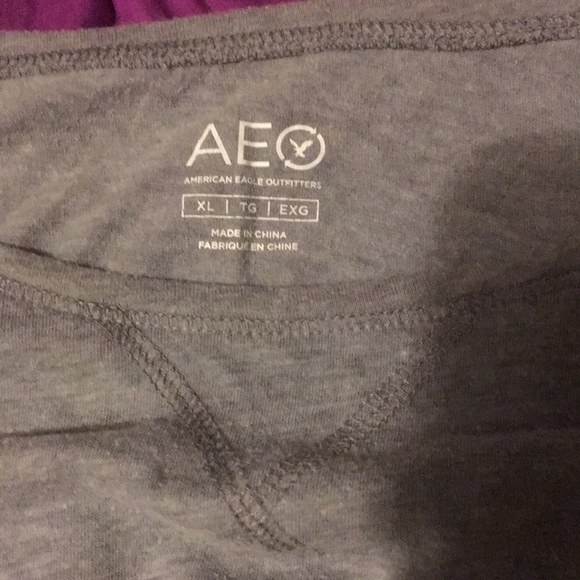 AEO
AMERICAN EAGLE OUTFITTERS
XL | TG | EXG
MADE IN CHINA
FABRIQUÉ EN CHINE